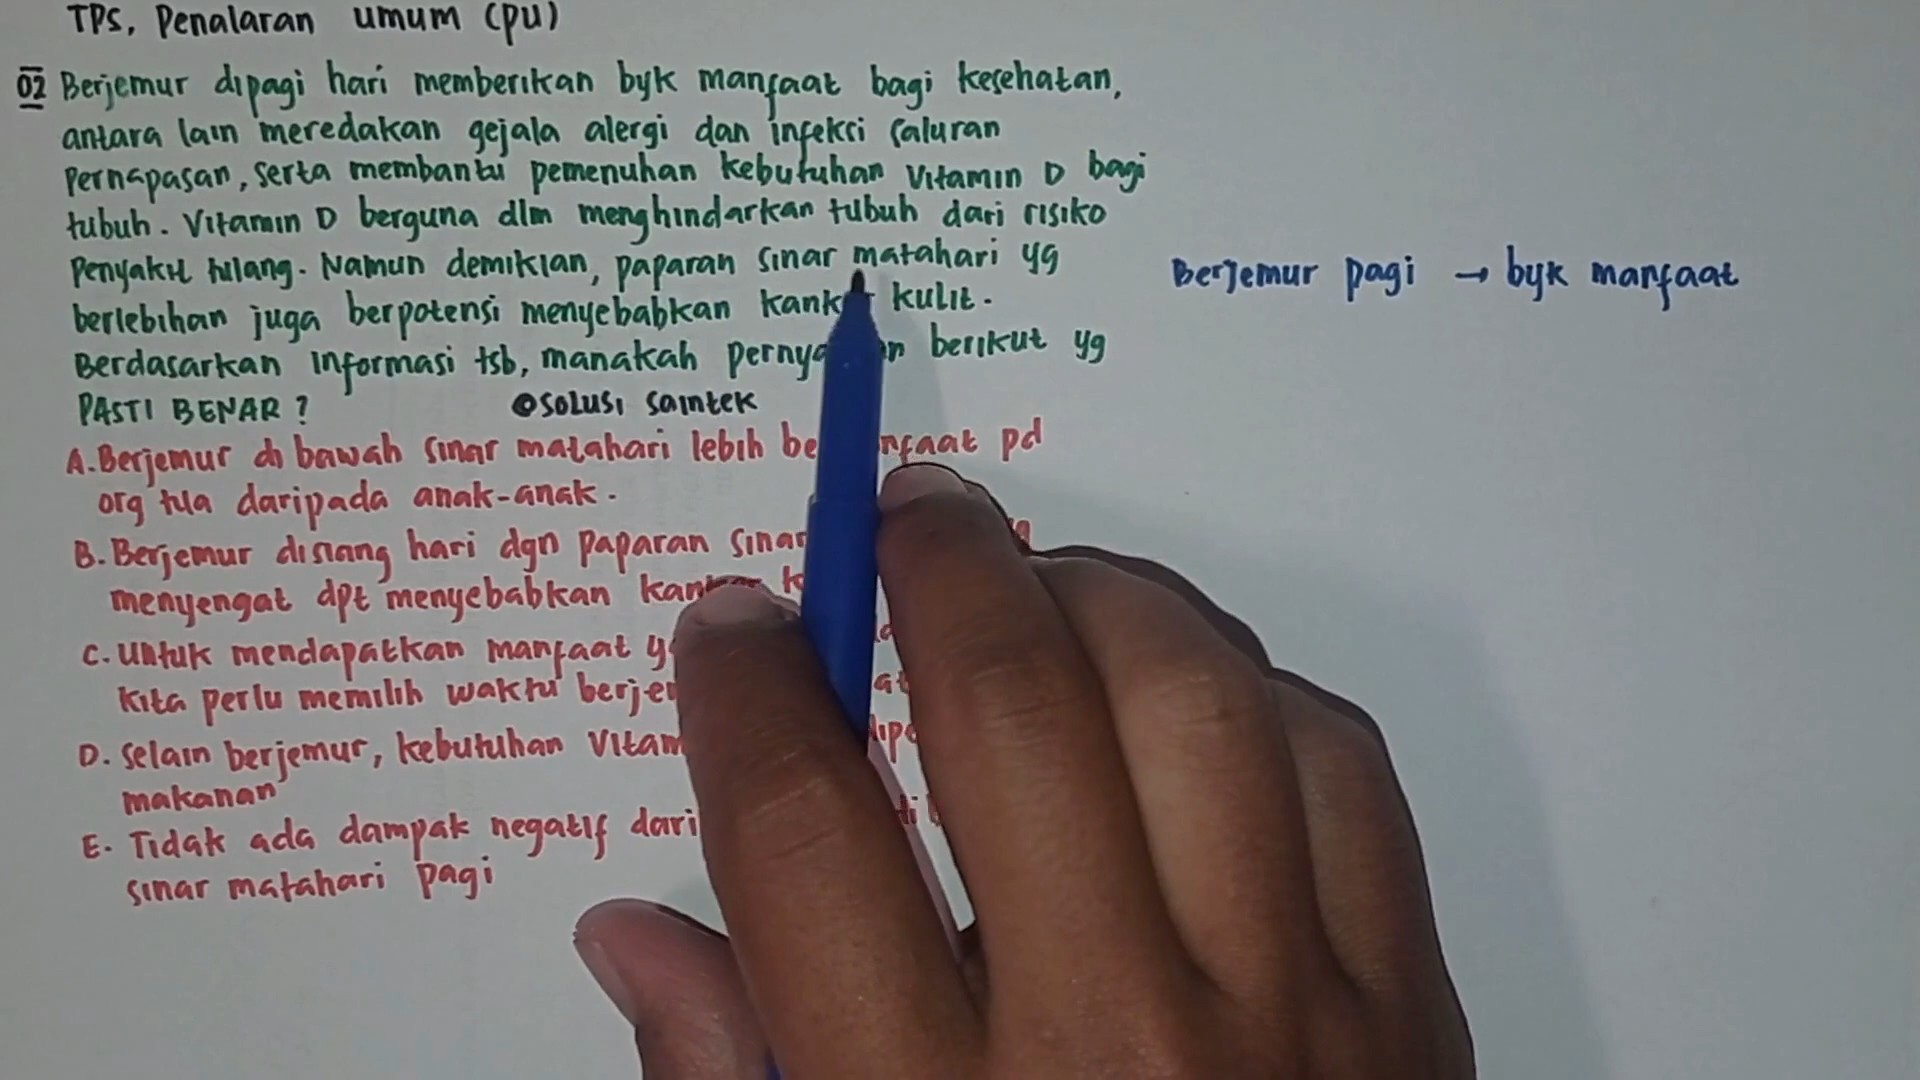 TPS, Penalaran umum (PU)
02 Berjemur dipagi hari memberikan byk manfaat bagi kesehatan,
antara lain meredakan gejala alergi dan infeksi saluran
Pernapasan, serta membantu pemenuhan kebutuhan Vitamin D bagi
tubuh. Vitamin D berguna dlm menghindarkan tubuh dari risiko
Penyakit tulang. Namun demikian, paparan sinar matahari yg
berlebihan juga berpotensi menyebabkan kulit.
Berjemur pagi → byk manfaat
Berdasarkan informasi tsb, manakah berikut yg
PASTI BENAR?
@solusi saintek
A. Berjemur di bawah sinar matahari lebih pd
org tua daripada anak-anak.
B. Berjemur disiang hari dgn paparan sinar
menyengat dpt menyebabkan
C. Untuk mendapatkan manfaat
kita perlu memilih waktu
D. Selain berjemur, kebutuhan
makanan
E. Tidak ada dampak negatif dari
sinar matahari pagi